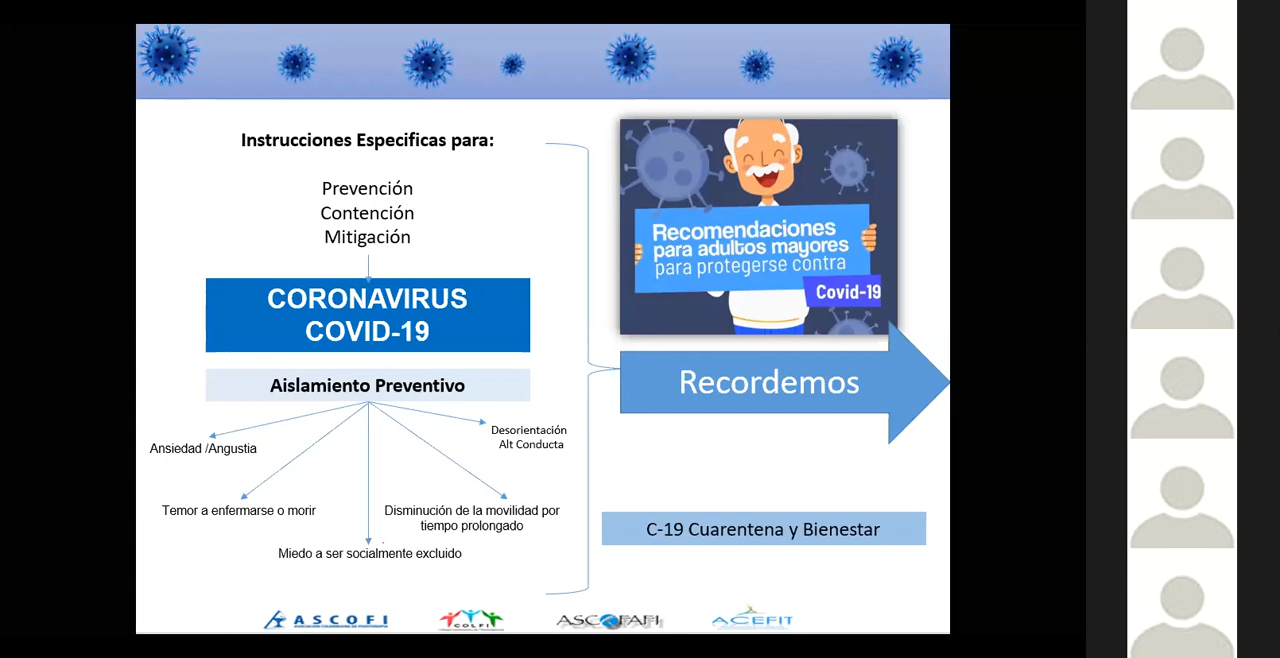 Instrucciones Especificas para:
Prevención
Contención
Mitigación
CORONAVIRUS
COVID-19
Aislamiento Preventivo
Ansiedad /Angustia
Desorientación
Alt Conducta
Temor a enfermarse o morir
Disminución de la movilidad por
tiempo prolongado
Miedo a ser socialmente excluido
Recomendaciones
para adultos mayores
para protegerse contra
Covid-19
Recordemos
C-19 Cuarentena y Bienestar
ASCOFI
COLFI
ASCOFAFI
ACEFIT